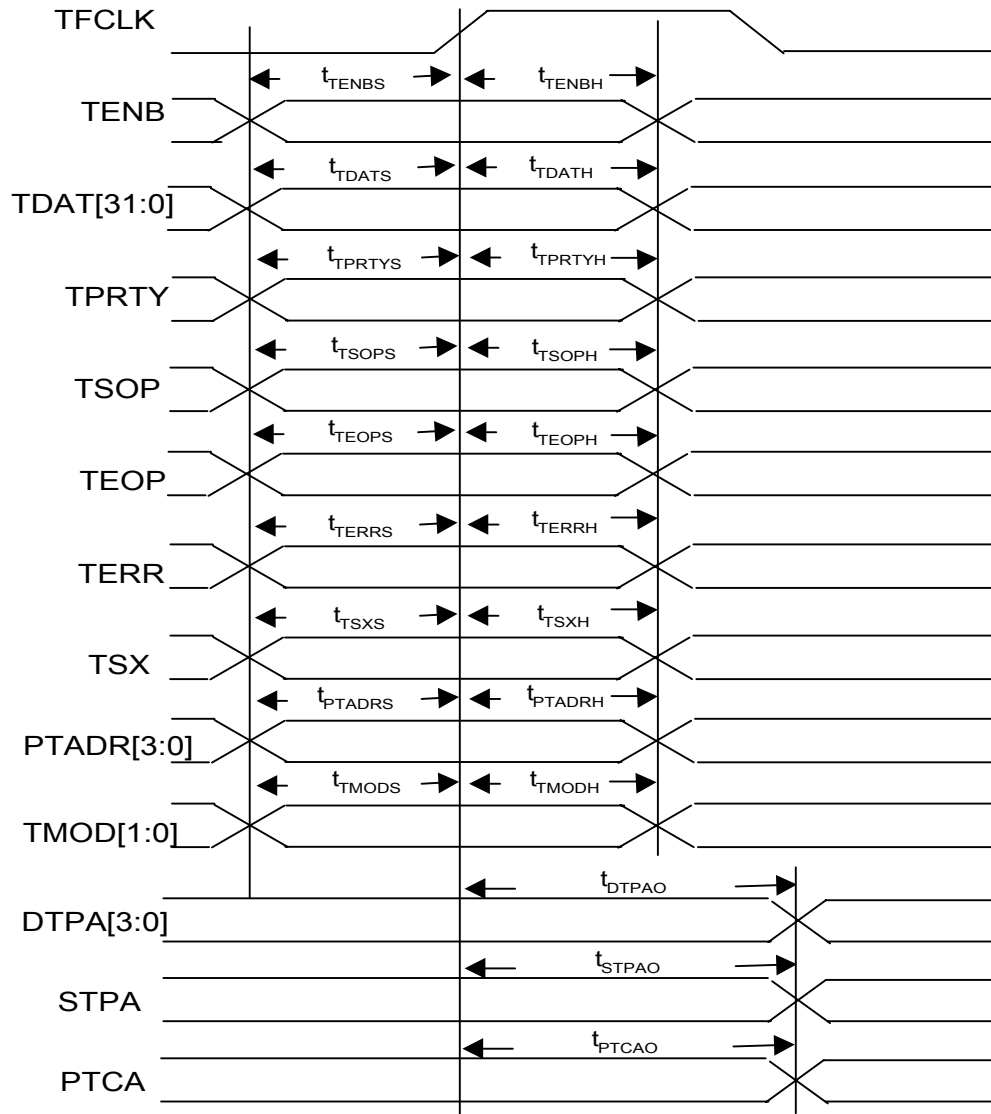 TFCLK
tTENBS tTENBH
TENB
tTDATS tTDATH
TDAT[31:0]
tTPRTYS tTPRTYH
TPRTY
tTSOPS tTSOPH
TSOP
tTEOPS tTEOPH
TEOP
tTERRS tTERRH
TERR
tTSXS tTSXH
TSX
tPTADRS tPTADRH
PTADR[3:0]
tTMODS tTMODH
TMOD[1:0]
tDTPAO
DTPA[3:0]
tSTPAO
STPA
tPTCAO
PTCA